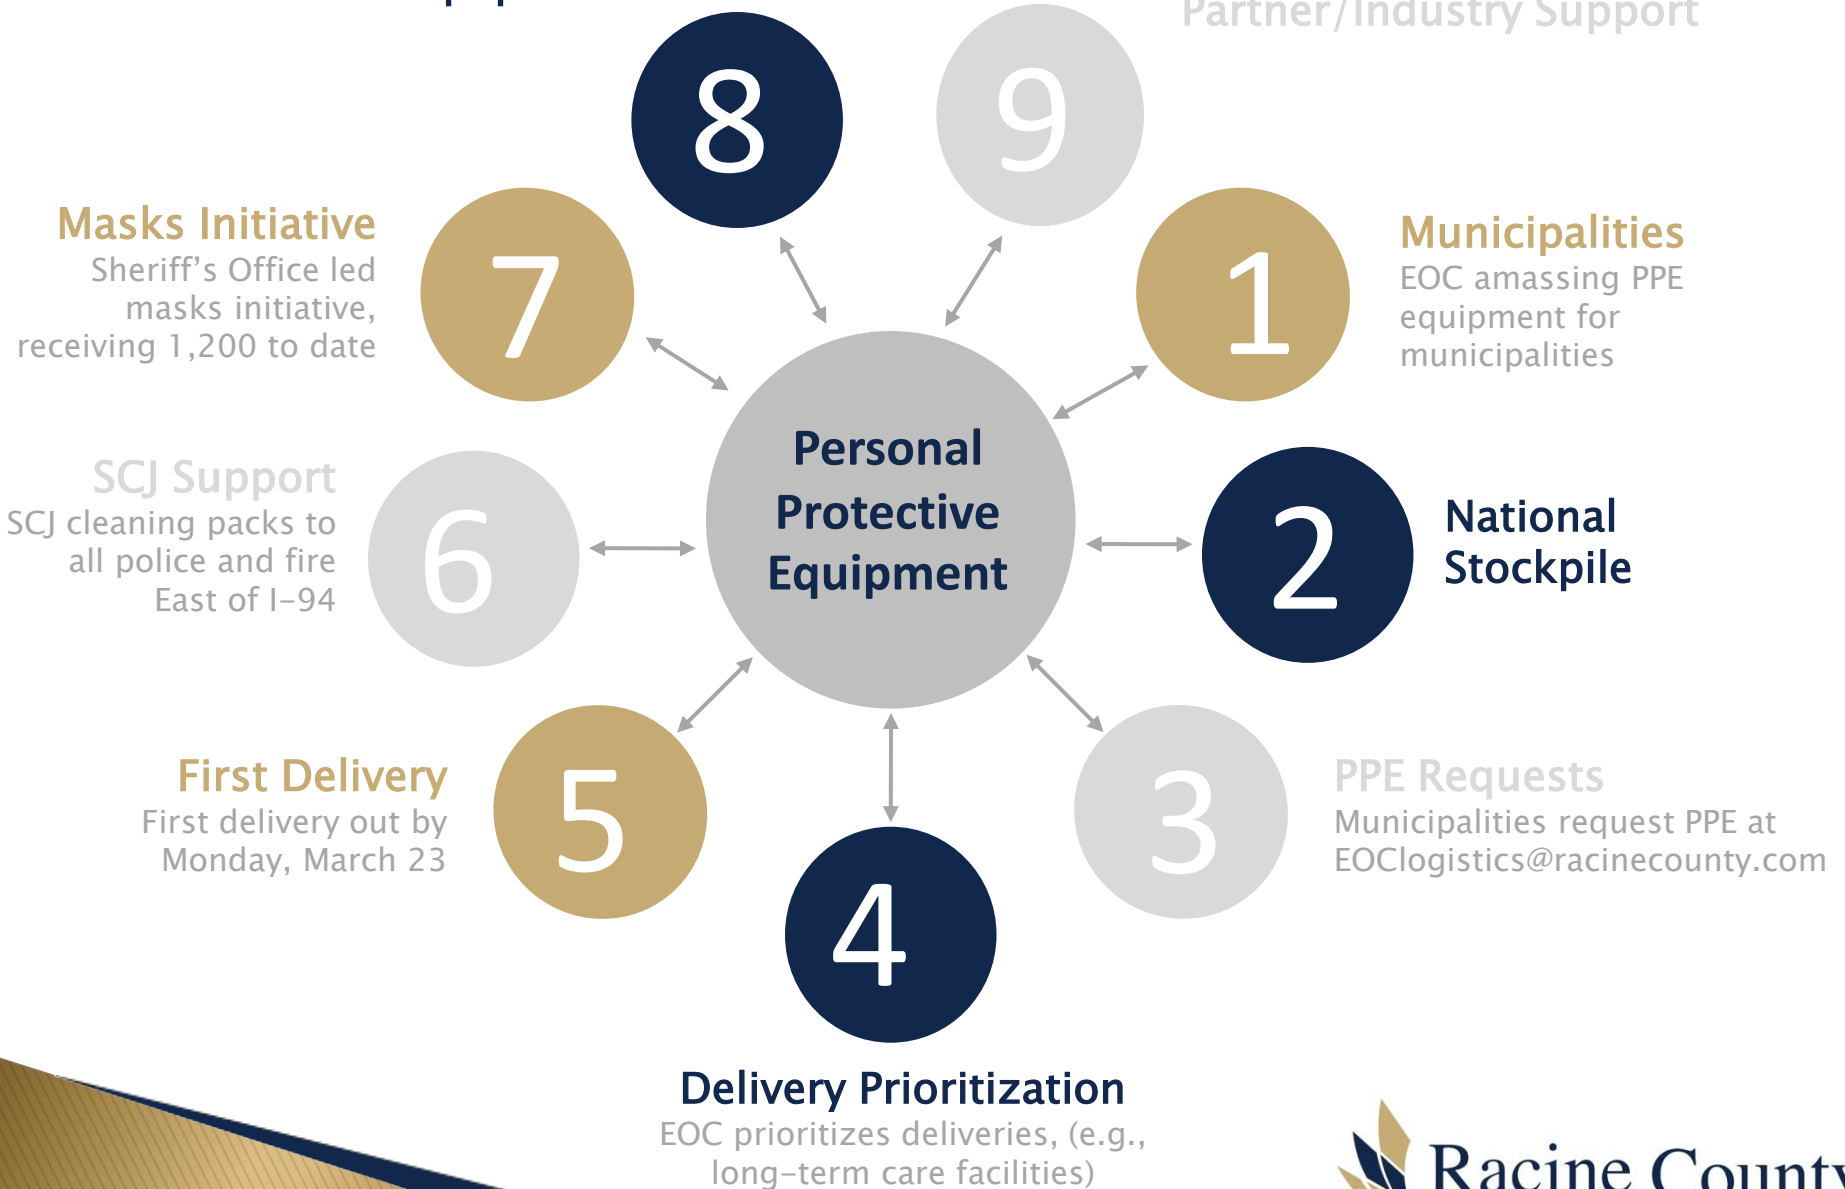 Partner/Industry Support
8
9
Masks Initiative
Sheriff's Office led
masks initiative,
receiving 1,200 to date
7
1
Municipalities
EOC amassing PPE
equipment for
municipalities
Personal
Protective
Equipment
SCJ Support
SCJ cleaning packs to
all police and fire
East of I-94
6
2
National
Stockpile
First Delivery
First delivery out by
Monday, March 23
5
3
PPE Requests
Municipalities request PPE at
EOClogistics@racinecounty.com
4
Delivery Prioritization
EOC prioritizes deliveries, (e.g.,
long-term care facilities)
Racine County